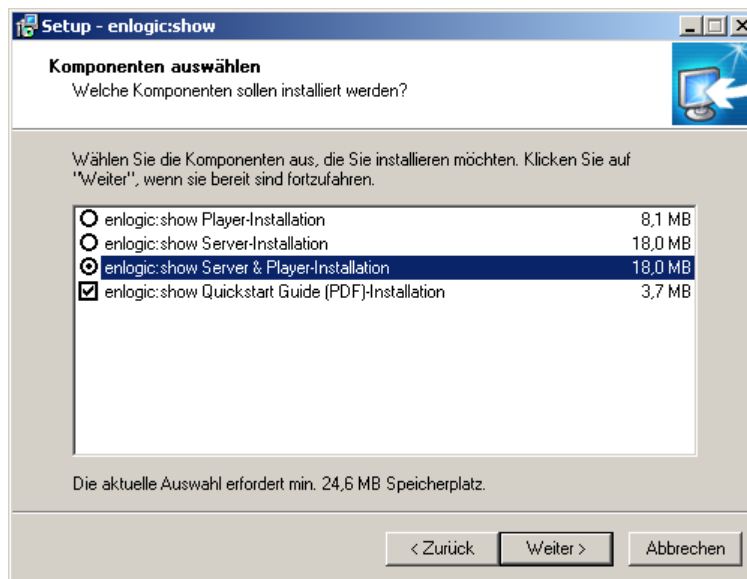 Setup - enlogic:show
Komponenten auswählen
Welche Komponenten sollen installiert werden?
Wählen Sie die Komponenten aus, die Sie installieren möchten. Klicken Sie auf
"Weiter", wenn sie bereit sind fortzufahren.
enlogic:show Player-Installation 8,1 MB
enlogic:show Server-Installation 18,0 MB
enlogic:show Server & Player-Installation 18,0 MB
enlogic:show Quickstart Guide (PDF)-Installation 3,7 MB
Die aktuelle Auswahl erfordert min. 24,6 MB Speicherplatz.
< Zurück Weiter > Abbrechen